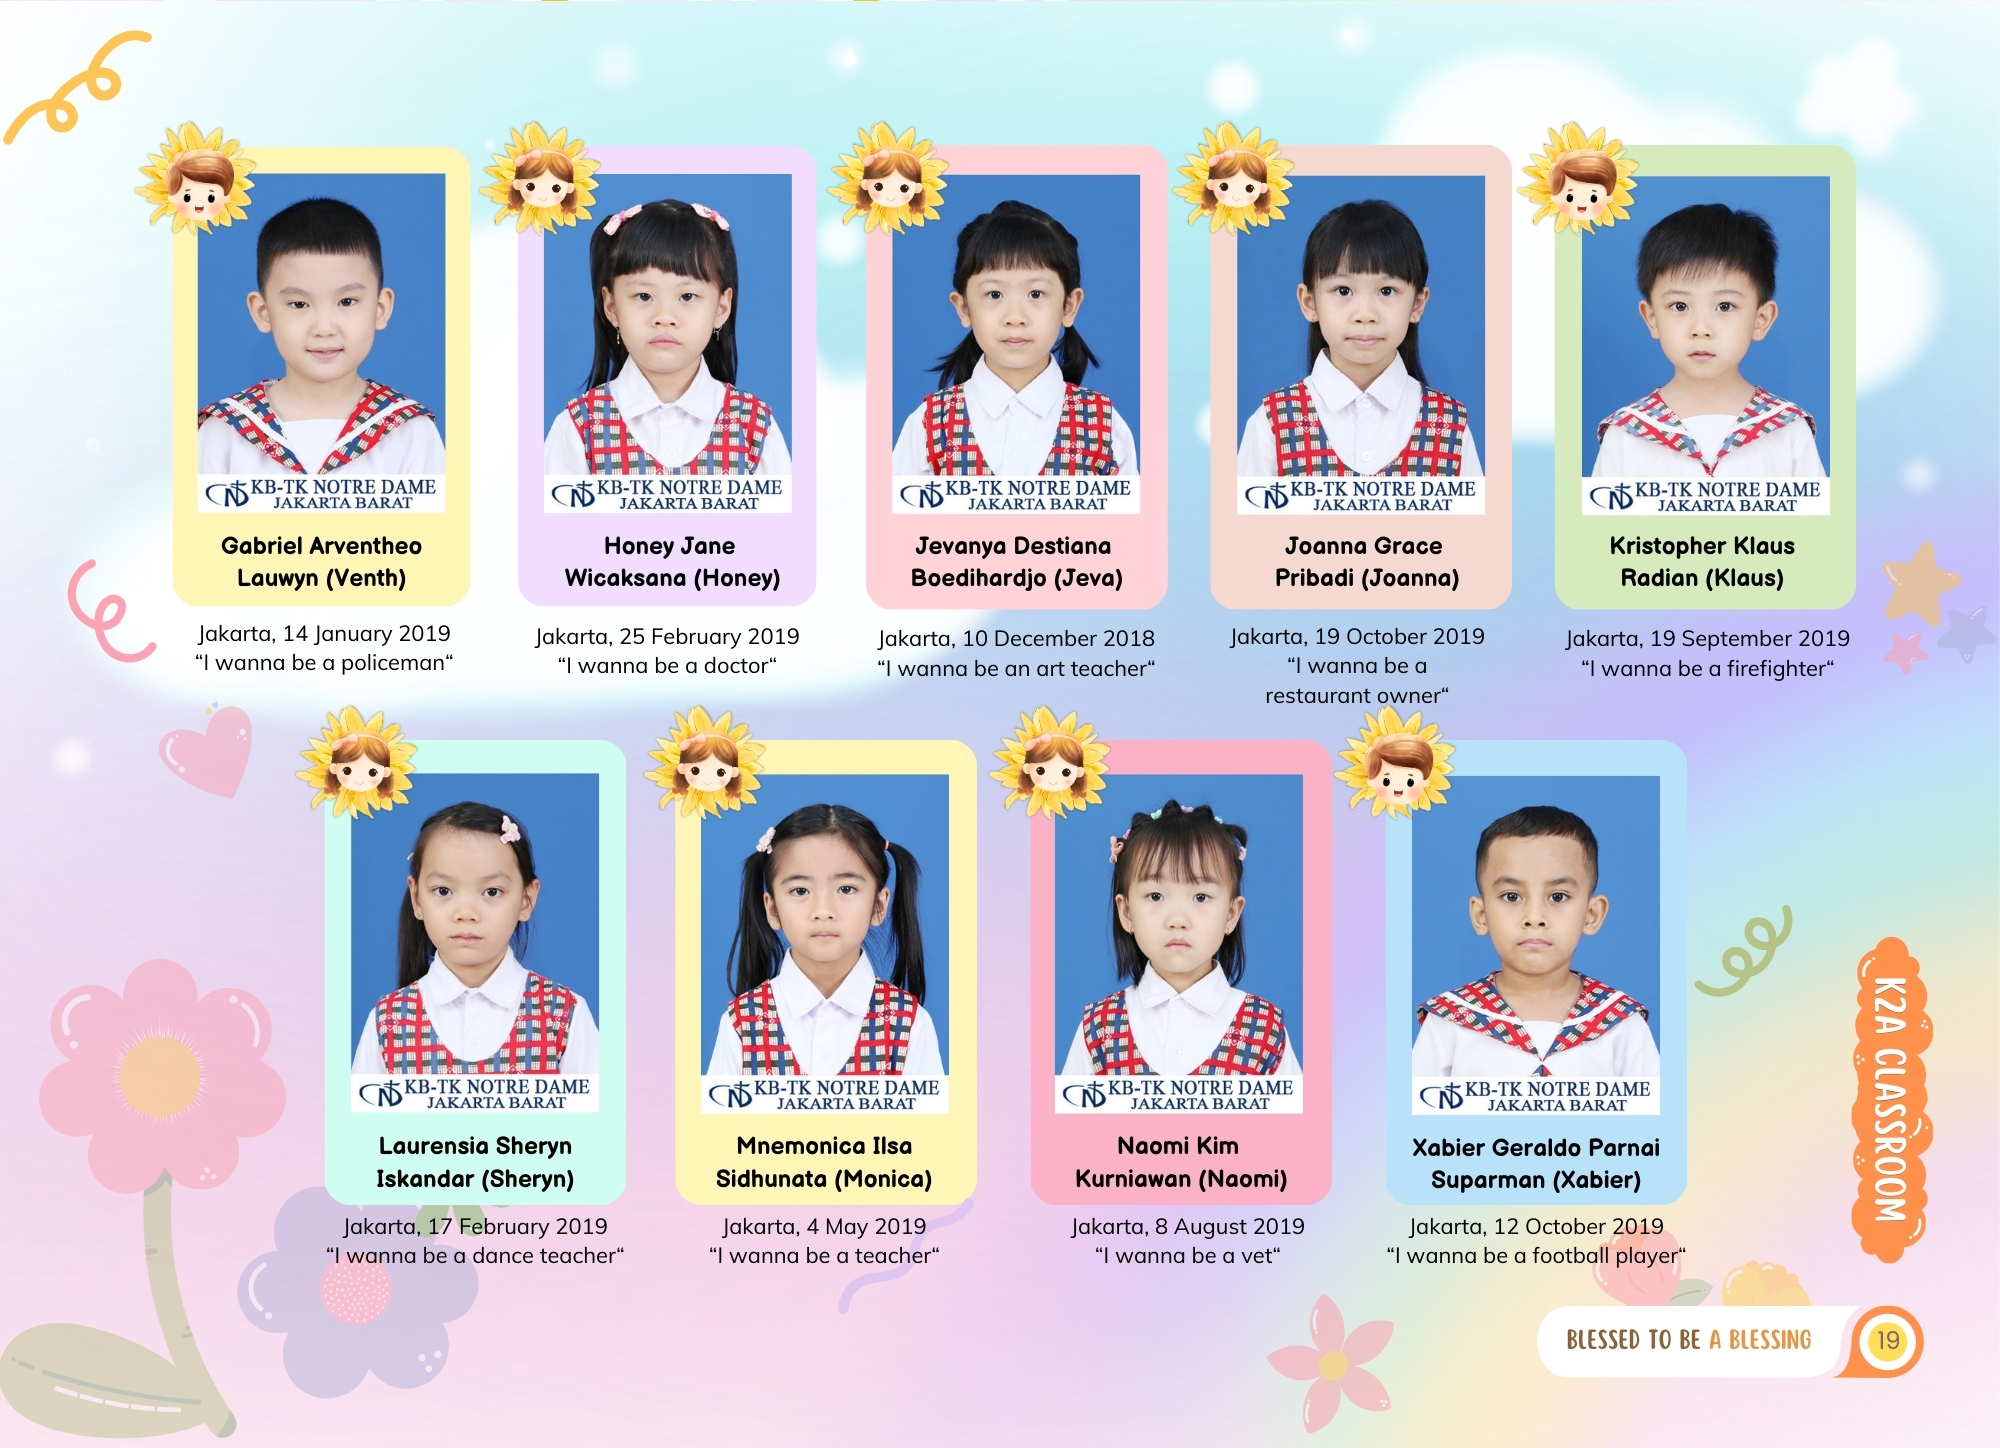 KB-TK NOTRE DAME
JAKARTA BARAT
Gabriel Arventheo
Lauwyn (Venth)
Jakarta, 14 January 2019
“I wanna be a policeman“
KB-TK NOTRE DAME
JAKARTA BARAT
Honey Jane
Wicaksana (Honey)
Jakarta, 25 February 2019
“I wanna be a doctor“
KB-TK NOTRE DAME
JAKARTA BARAT
Jevanya Destiana
Boedihardjo (Jeva)
Jakarta, 10 December 2018
“I wanna be an art teacher“
KB-TK NOTRE DAME
JAKARTA BARAT
Joanna Grace
Pribadi (Joanna)
Jakarta, 19 October 2019
“I wanna be a
restaurant owner“
KB-TK NOTRE DAME
JAKARTA BARAT
Kristopher Klaus
Radian (Klaus)
Jakarta, 19 September 2019
“I wanna be a firefighter“
KB-TK NOTRE DAME
JAKARTA BARAT
Laurensia Sheryn
Iskandar (Sheryn)
Jakarta, 17 February 2019
“I wanna be a dance teacher“
KB-TK NOTRE DAME
JAKARTA BARAT
Mnemonica Ilsa
Sidhunata (Monica)
Jakarta, 4 May 2019
“I wanna be a teacher“
KB-TK NOTRE DAME
JAKARTA BARAT
Naomi Kim
Kurniawan (Naomi)
Jakarta, 8 August 2019
“I wanna be a vet“
KB-TK NOTRE DAME
JAKARTA BARAT
Xabier Geraldo Parnai
Suparman (Xabier)
Jakarta, 12 October 2019
“I wanna be a football player“
K2A CLASSROOM
BLESSED TO BE A BLESSING
19